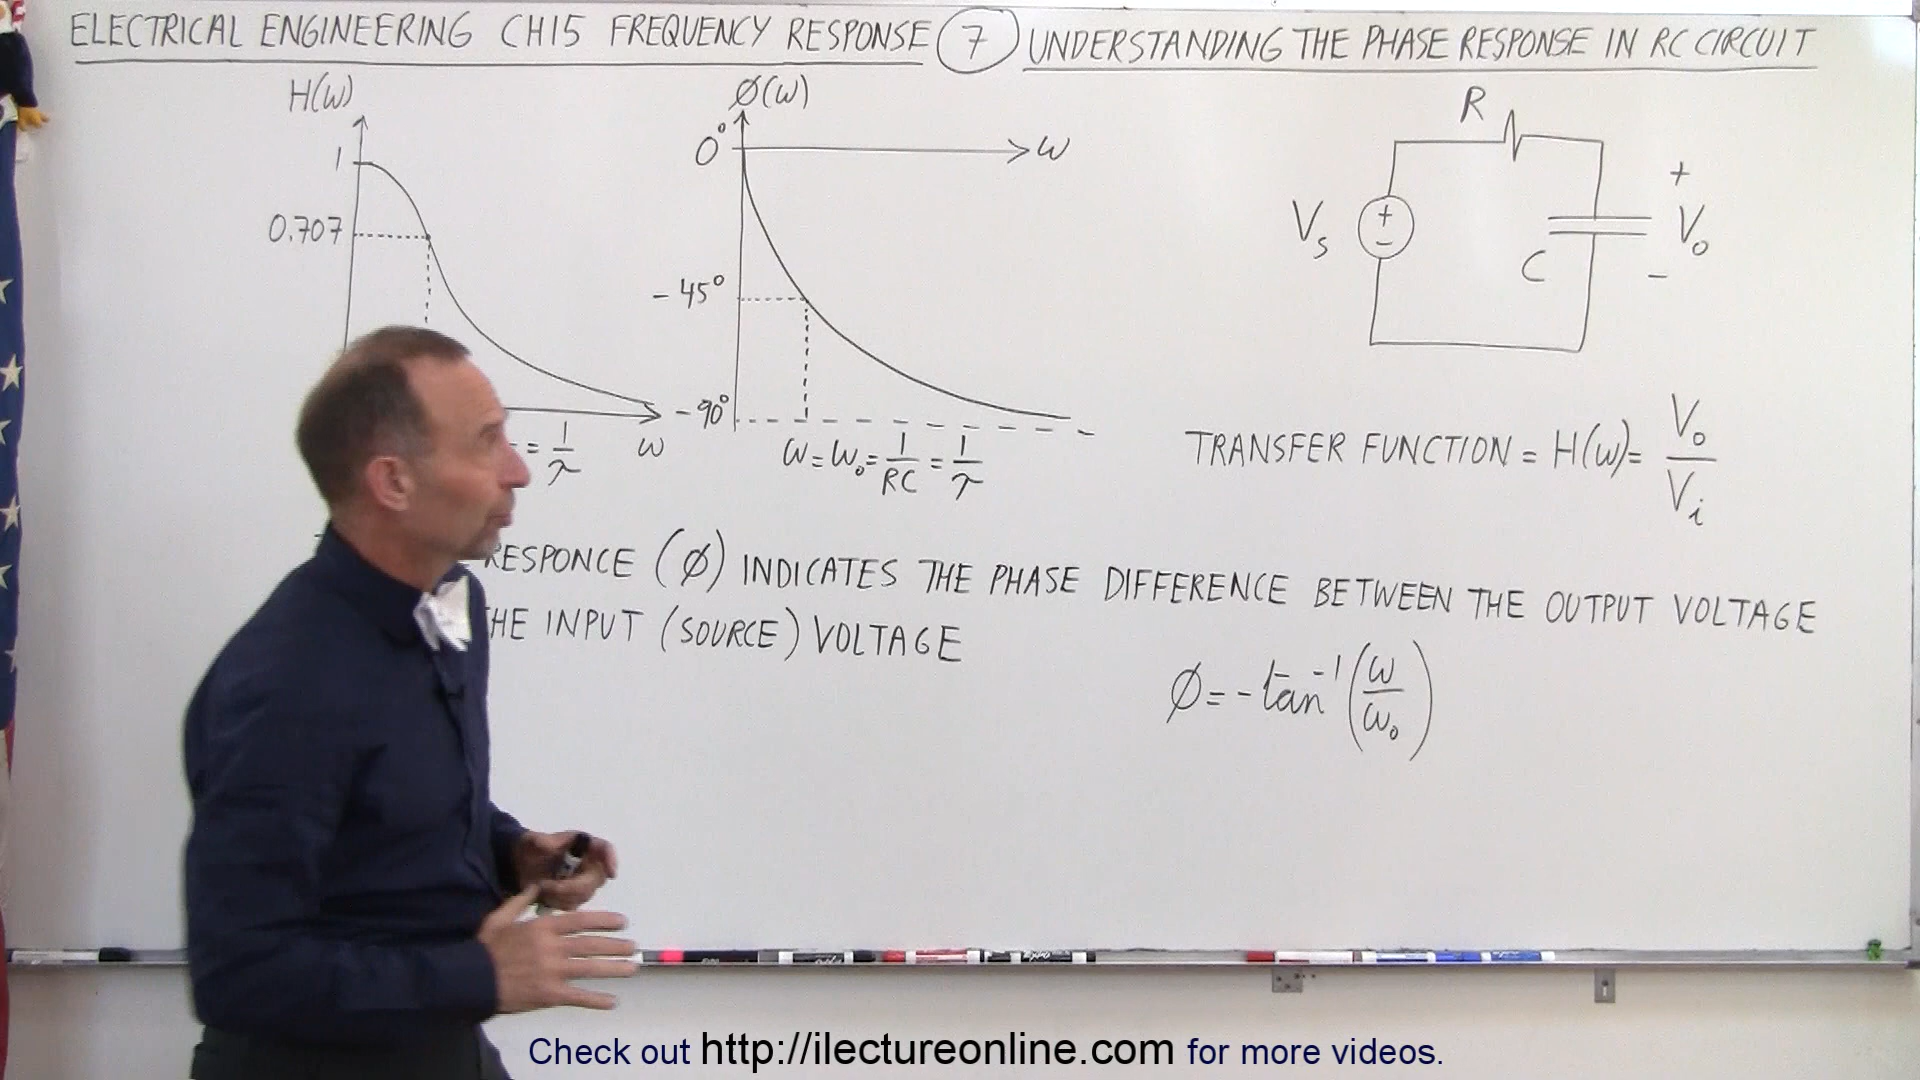 ELECTRICAL ENGINEERING CH15 FREQUENCY RESPONSE 7 UNDERSTANDING THE PHASE RESPONSE IN RC CIRCUIT
H(ω)
1
0.707
= 1/τ
ω
Ø(ω)
0°
ω
-45°
-90°
ω=ω₀=1/RC=1/τ
R
Vs
+
-
C
+
Vo
-
TRANSFER FUNCTION = H(ω)= Vo/Vi
RESPONCE (Ø) INDICATES THE PHASE DIFFERENCE BETWEEN THE OUTPUT VOLTAGE
THE INPUT (SOURCE) VOLTAGE
Ø=-tan⁻¹(ω/ω₀)
Check out http://ilectureonline.com for more videos.